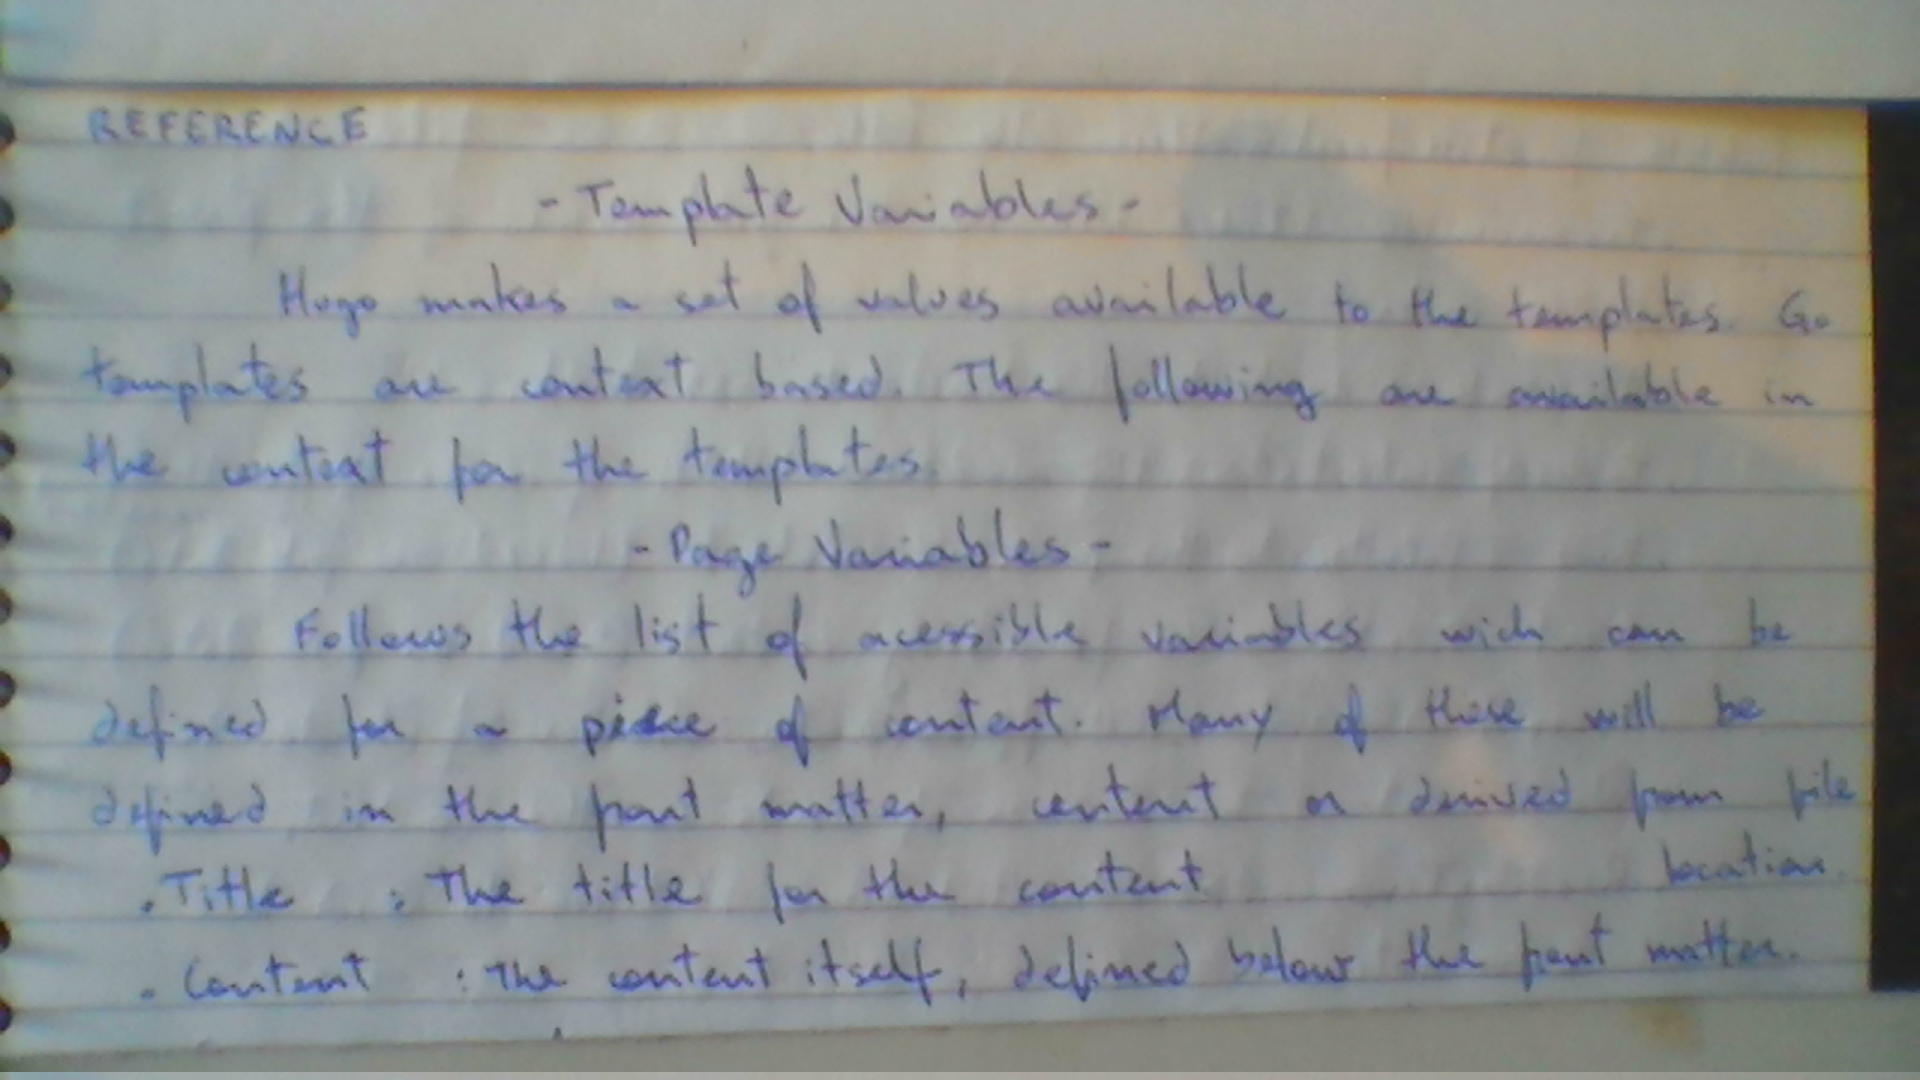 REFERENCE
- Template Variables -
Hugo makes a set of values available to the templates. Go
templates are context based. The following are available in
the context for the templates.
- Page Variables -
Follows the list of acessible variables wich can be
defined for a piece of content. Many of these will be
defined in the front matter, content or derived from file
location.
.Title : The title for the content
.Content : The content itself, defined below the front matter.